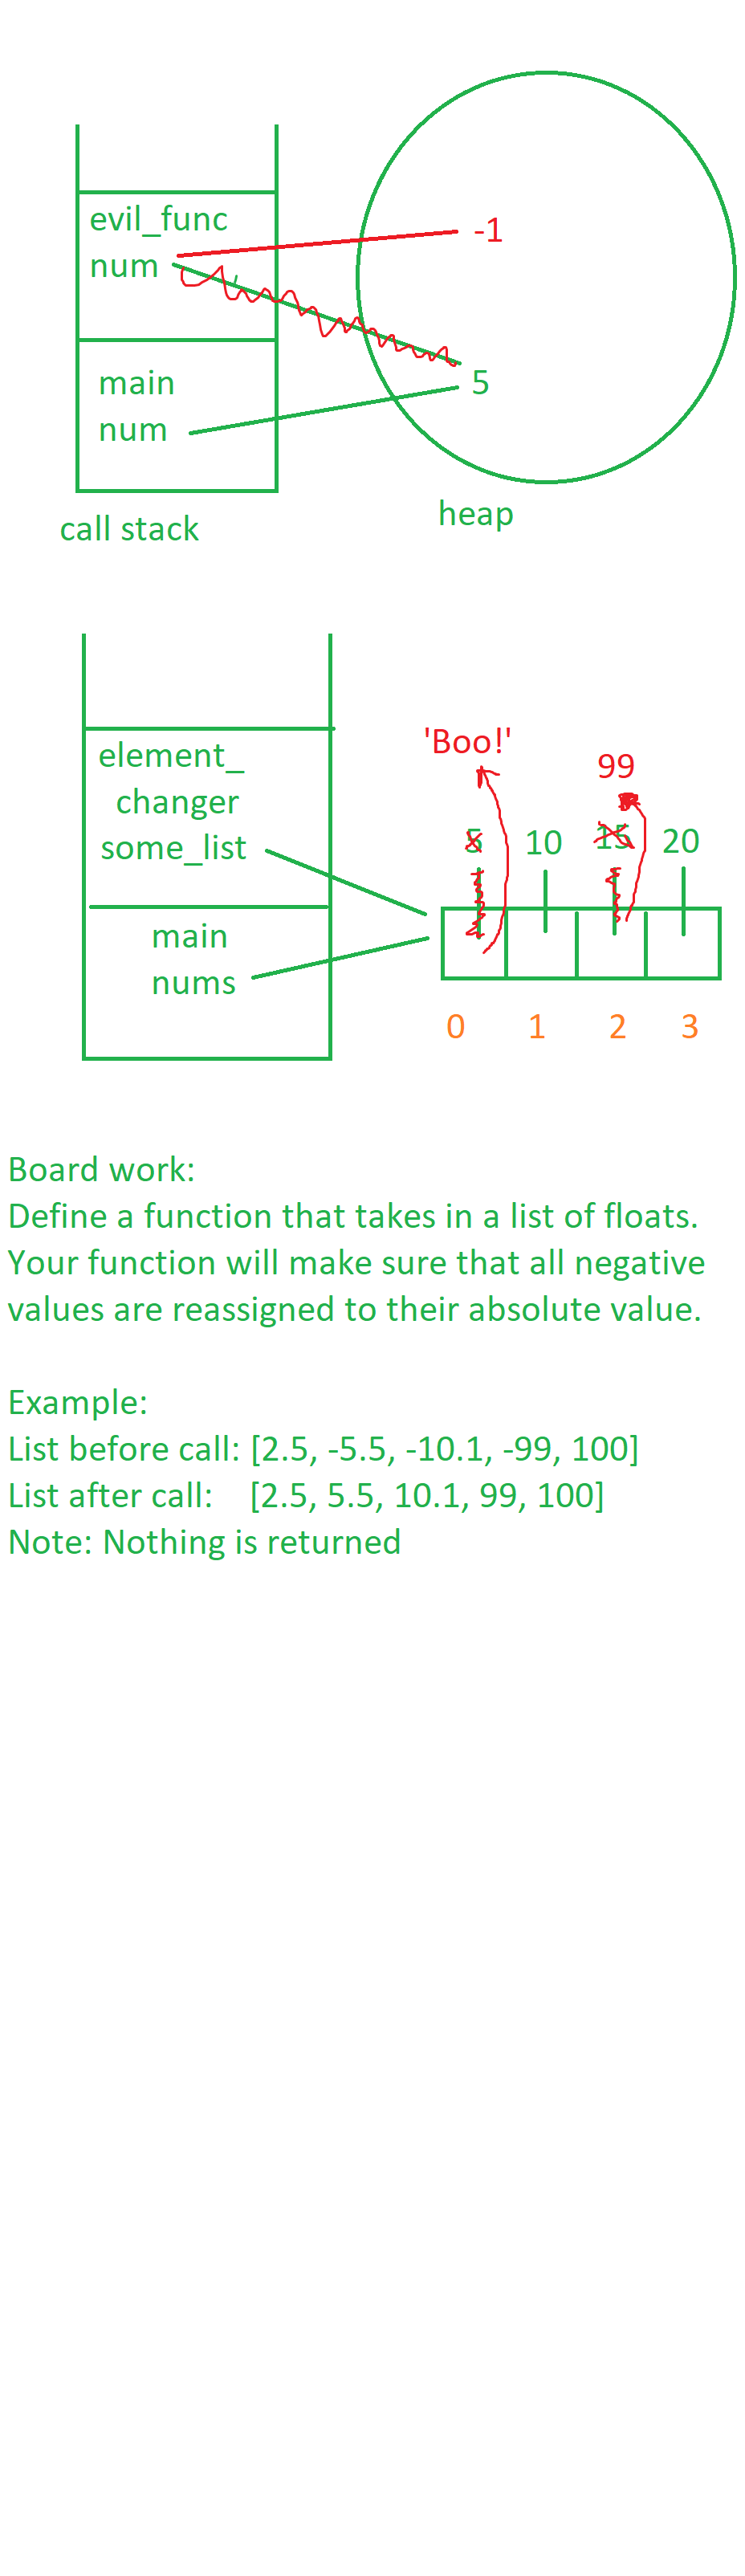 evil_func
num
-1
5
main
num
call stack
heap
element_
changer
some_list
main
nums
'Boo!'
99
5 10 15 20
0 1 2 3
Board work:
Define a function that takes in a list of floats.
Your function will make sure that all negative
values are reassigned to their absolute value.
Example:
List before call: [2.5, -5.5, -10.1, -99, 100]
List after call: [2.5, 5.5, 10.1, 99, 100]
Note: Nothing is returned